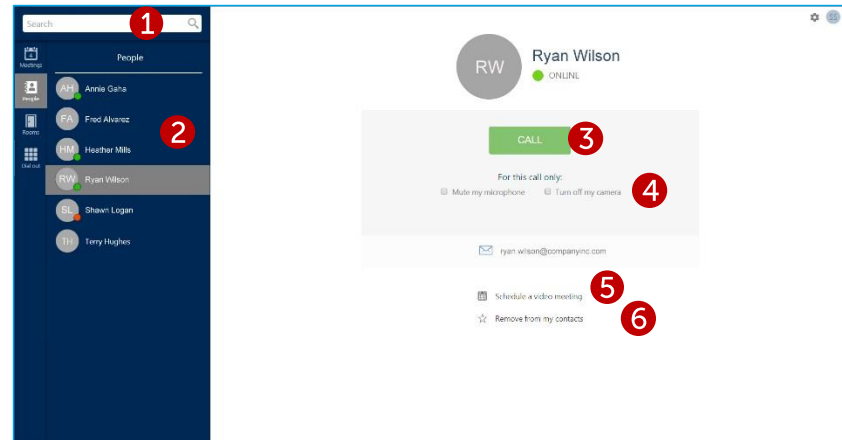 Search
1
4
Meetings
People
Rooms
Dial out
People
AH Annie Gaha
FA Fred Alvarez
2
HM Heather Mills
RW Ryan Wilson
SL Shawn Logan
TH Terry Hughes
SS
RW
Ryan Wilson
ONLINE
CALL
3
For this call only:
Mute my microphone Turn off my camera
4
ryan wilson@companyinc.com
Schedule a video meeting
5
Remove from my contacts
6